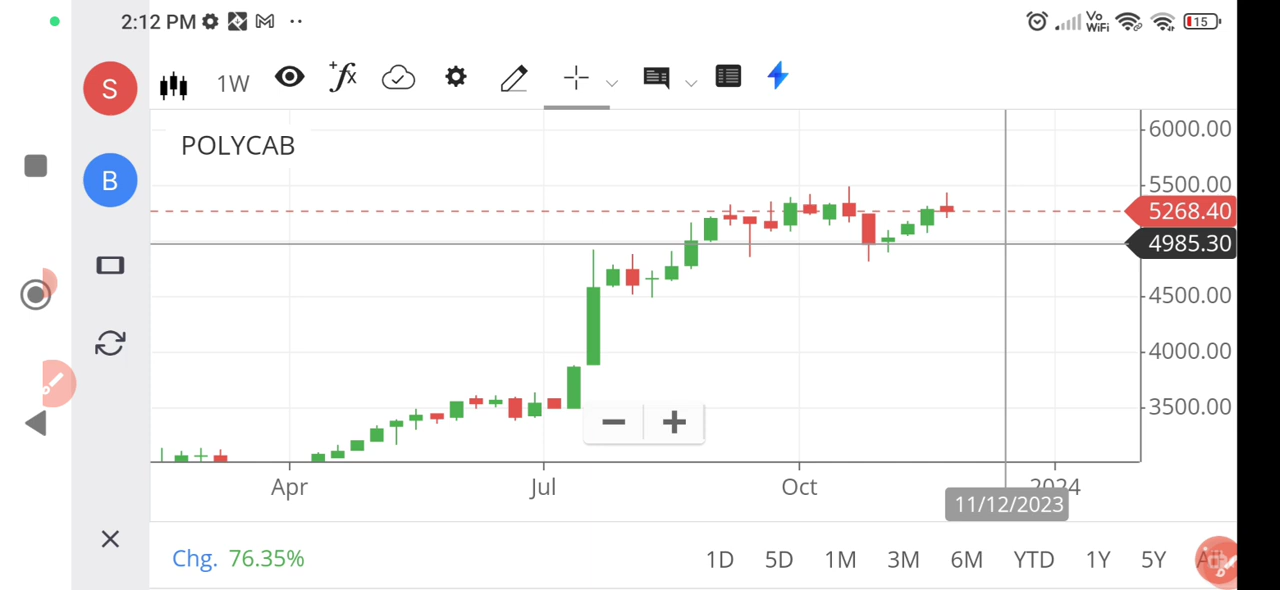 2:12 PM
Vo
WiFi
15
S
1W
+fx
B
POLYCAB
6000.00
5500.00
5268.40
4985.30
4500.00
4000.00
3500.00
Apr
Jul
Oct
2024
11/12/2023
Chg. 76.35%
1D 5D 1M 3M 6M YTD 1Y 5Y